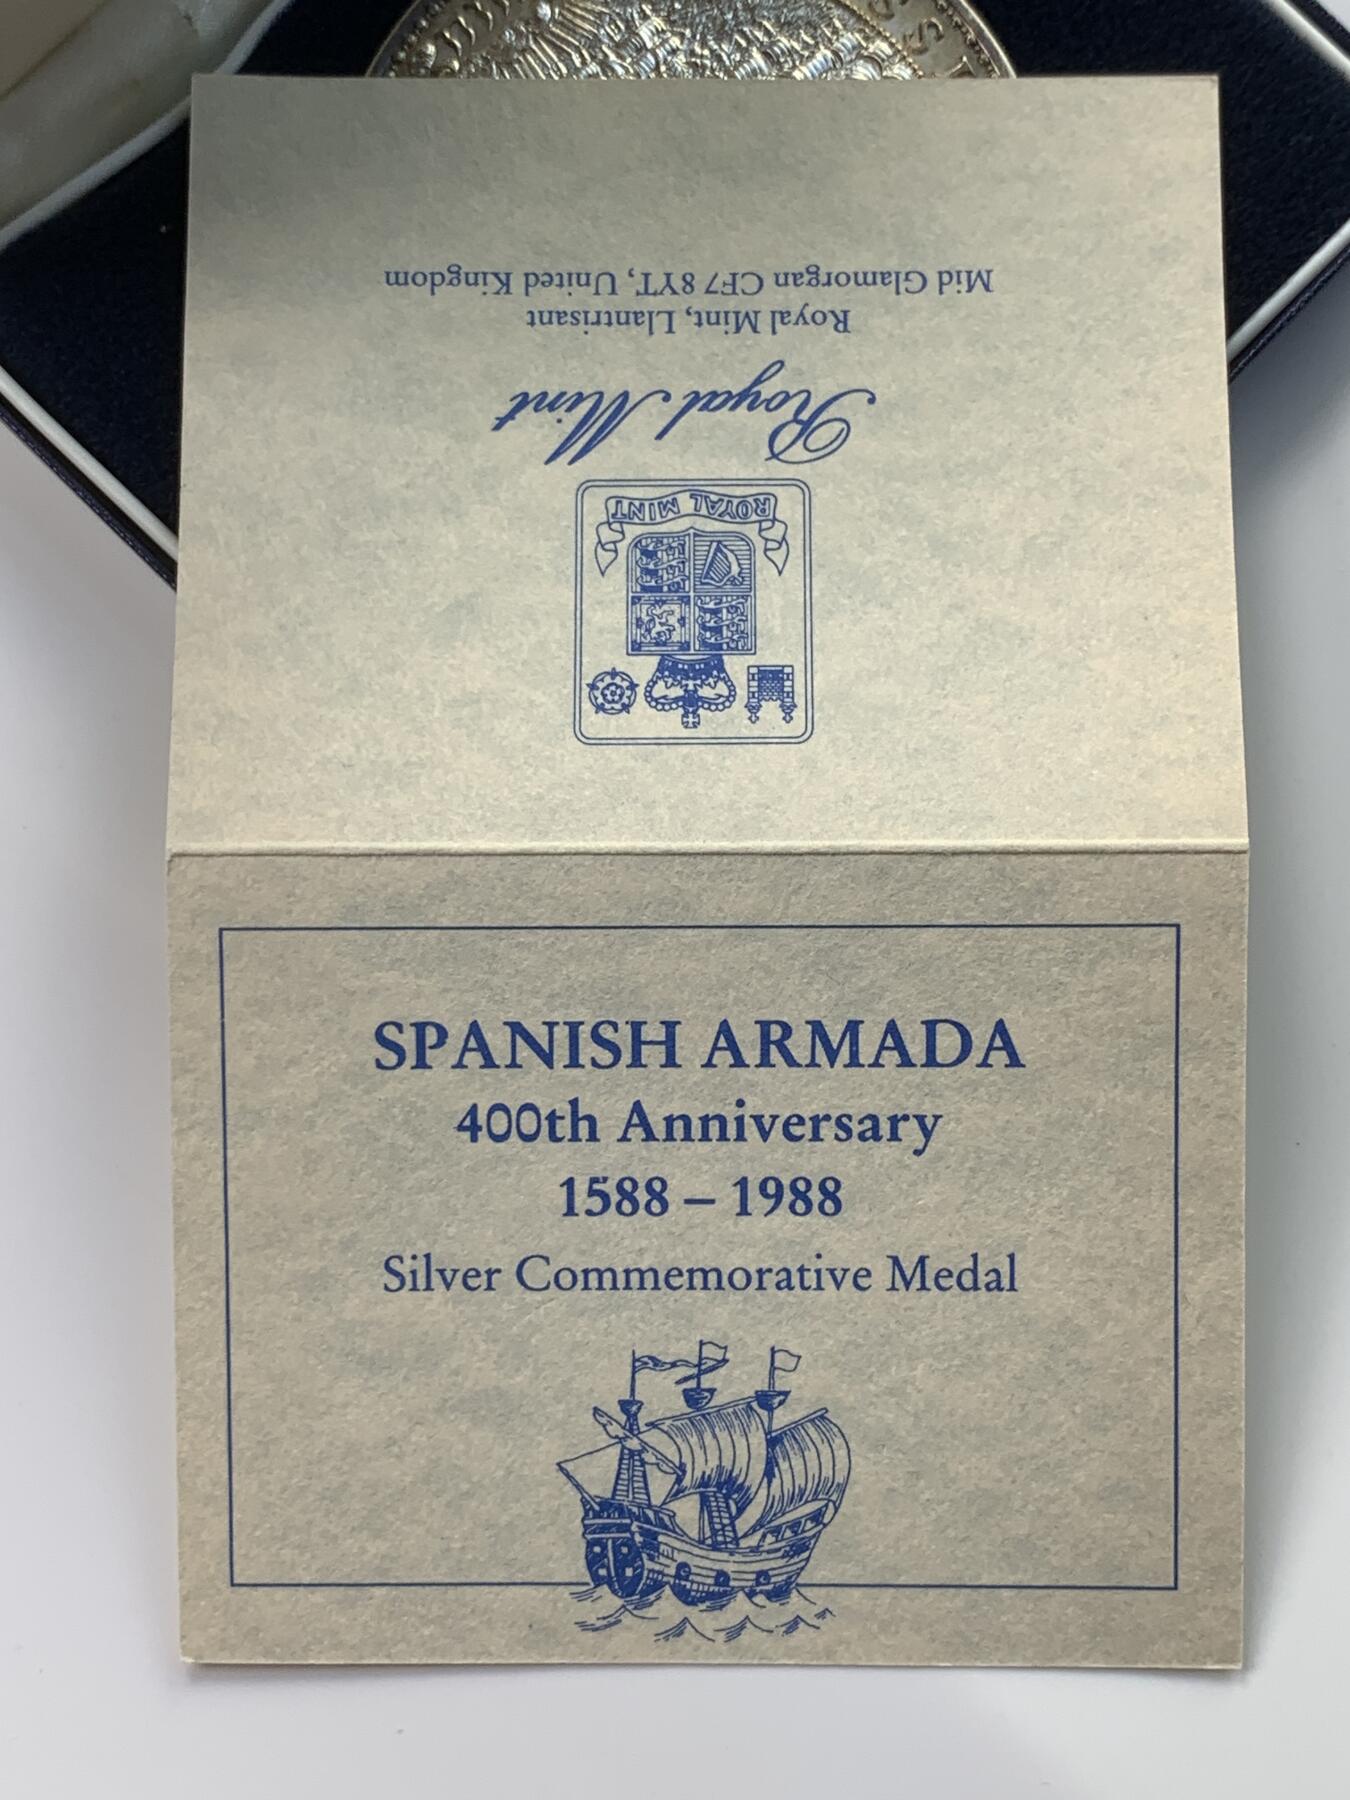 Mid Glamorgan CF7 8YT, United Kingdom
Royal Mint, Llantrisant
Royal Mint
ROYAL MINT
SPANISH ARMADA
400th Anniversary
1588 – 1988
Silver Commemorative Medal